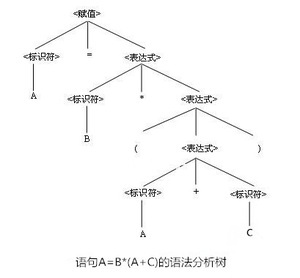 <赋值>
<标识符> = <表达式>
A <标识符> * <表达式>
B ( <表达式> )
<标识符> + <标识符>
A C
语句A=B*(A+C)的语法分析树